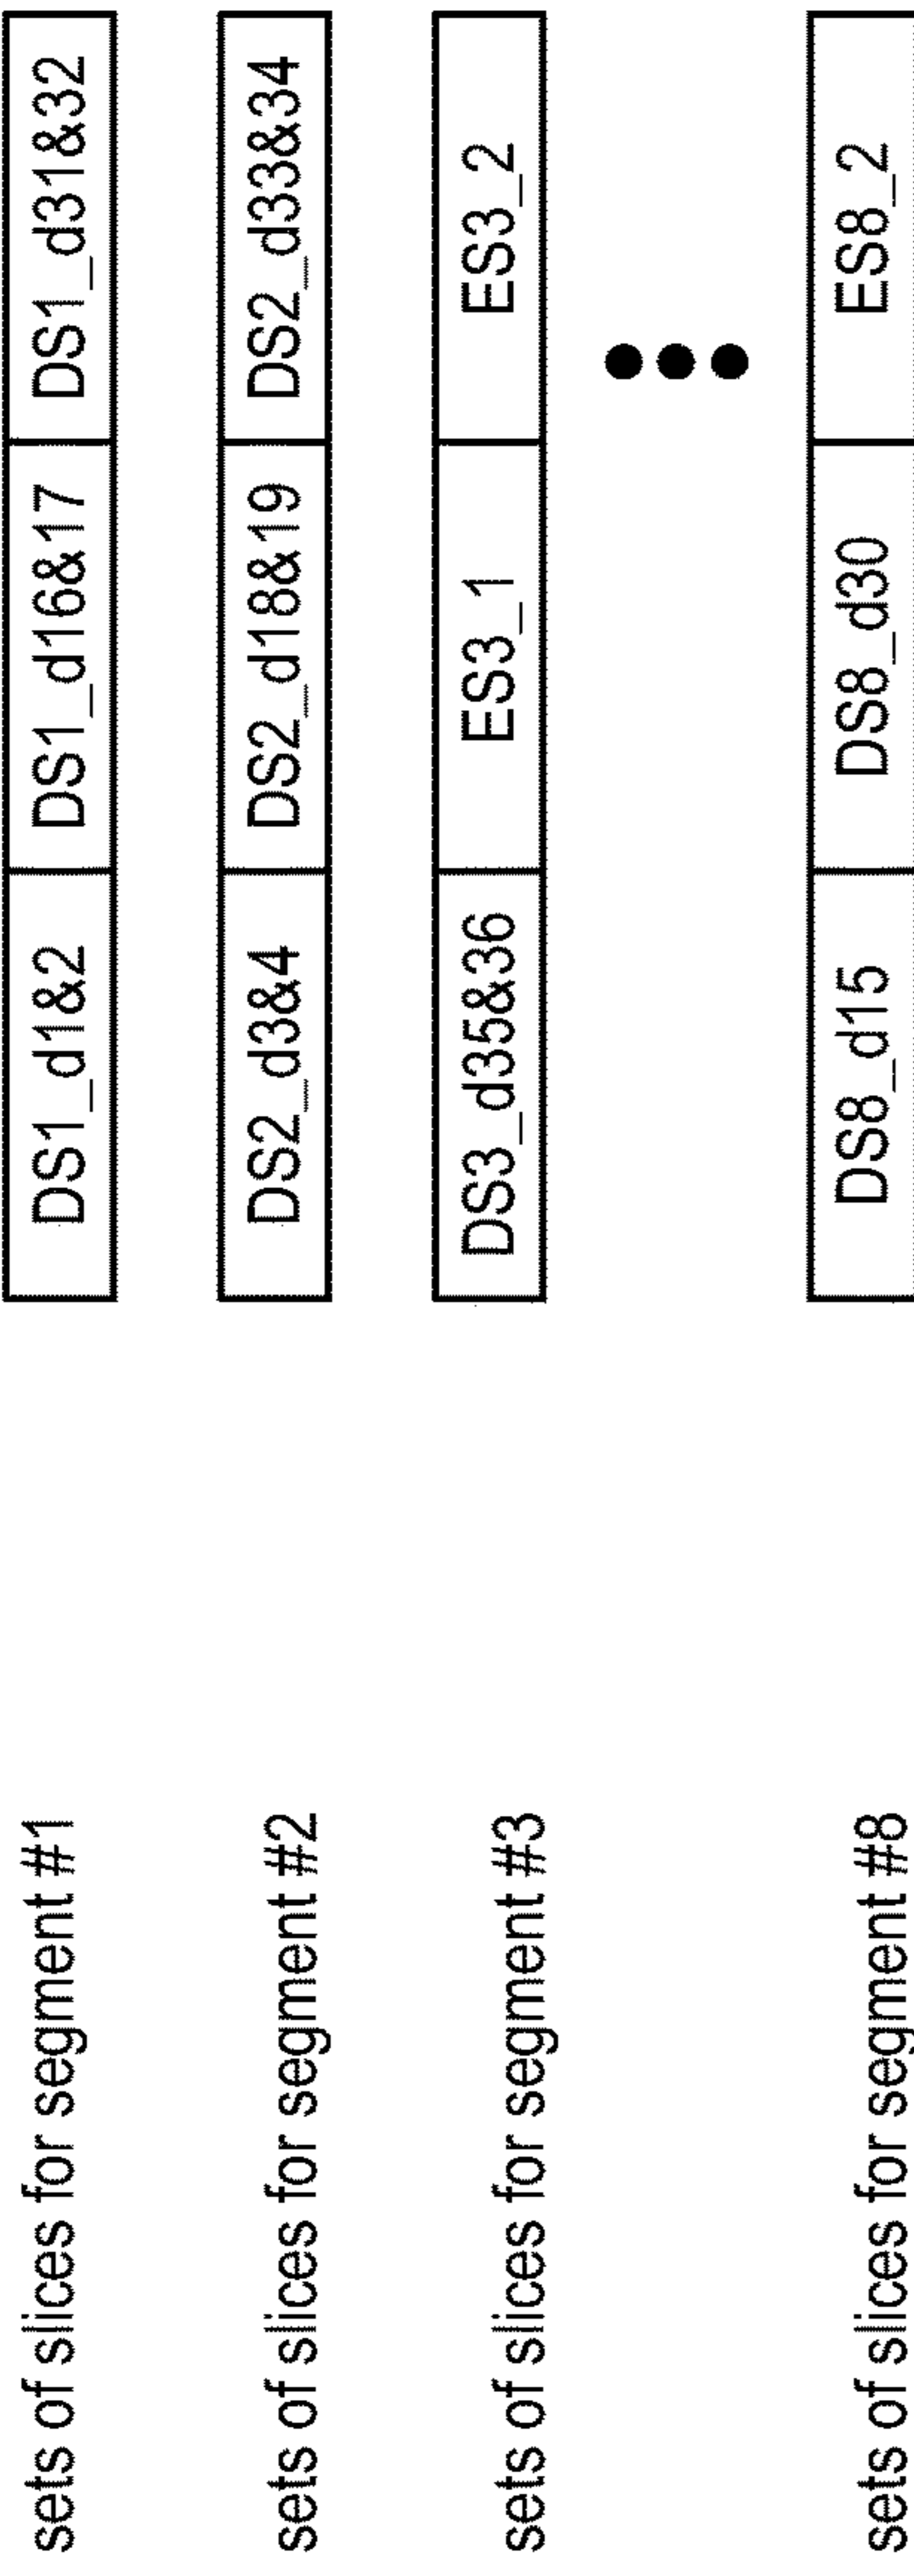 sets of slices for segment #1 DS1_d1&2 DS1_d16&17 DS1_d31&32
sets of slices for segment #2 DS2_d3&4 DS2_d18&19 DS2_d33&34
sets of slices for segment #3 DS3_d35&36 ES3_1 ES3_2
sets of slices for segment #8 DS8_d15 DS8_d30 ES8_2